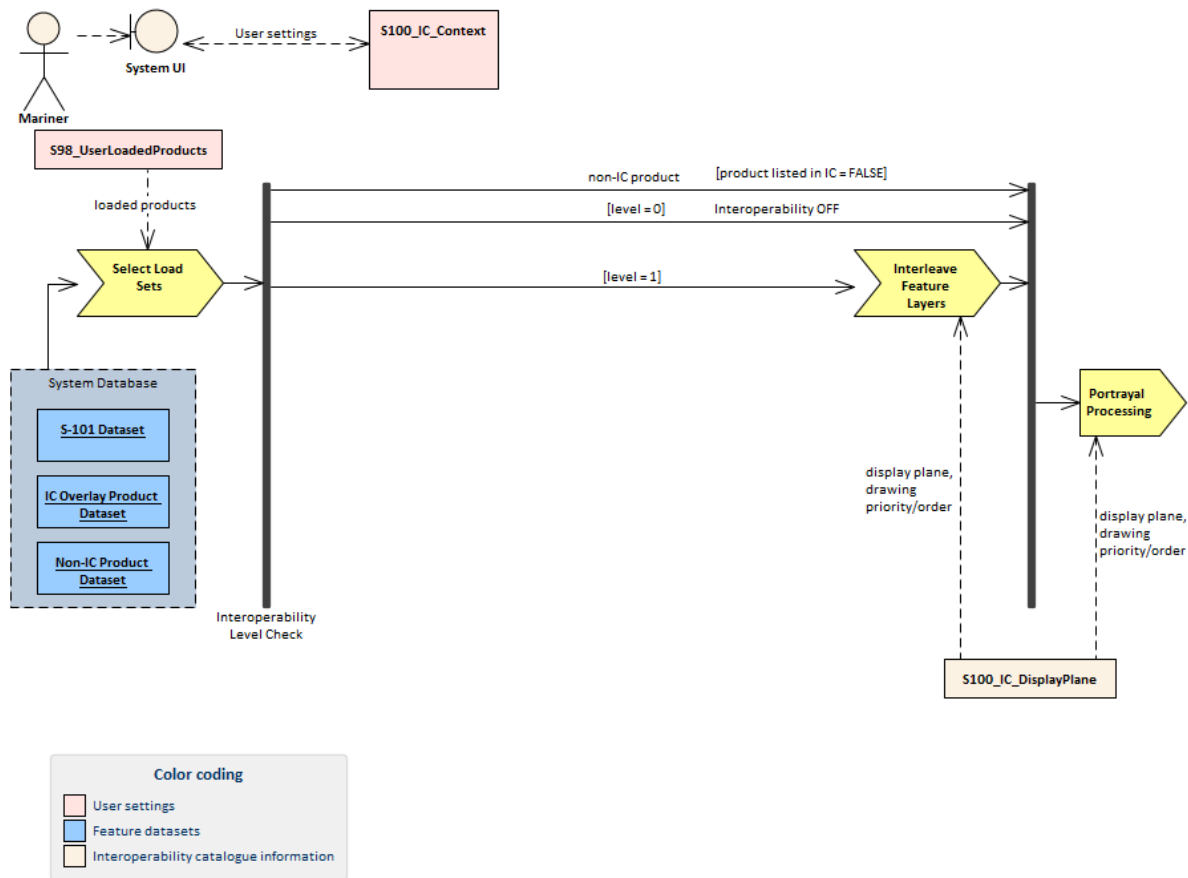 User settings
S100_IC_Context
System UI
Mariner
S98_UserLoadedProducts
loaded products
non-IC product
[product listed in IC = FALSE]
[level = 0]
Interoperability OFF
Select Load
Sets
[level = 1]
Interleave
Feature
Layers
System Database
S-101 Dataset
IC Overlay Product
Dataset
Non-IC Product
Dataset
Interoperability
Level Check
Portrayal
Processing
display plane,
drawing
priority/order
display plane,
drawing
priority/order
S100_IC_DisplayPlane
Color coding
User settings
Feature datasets
Interoperability catalogue information